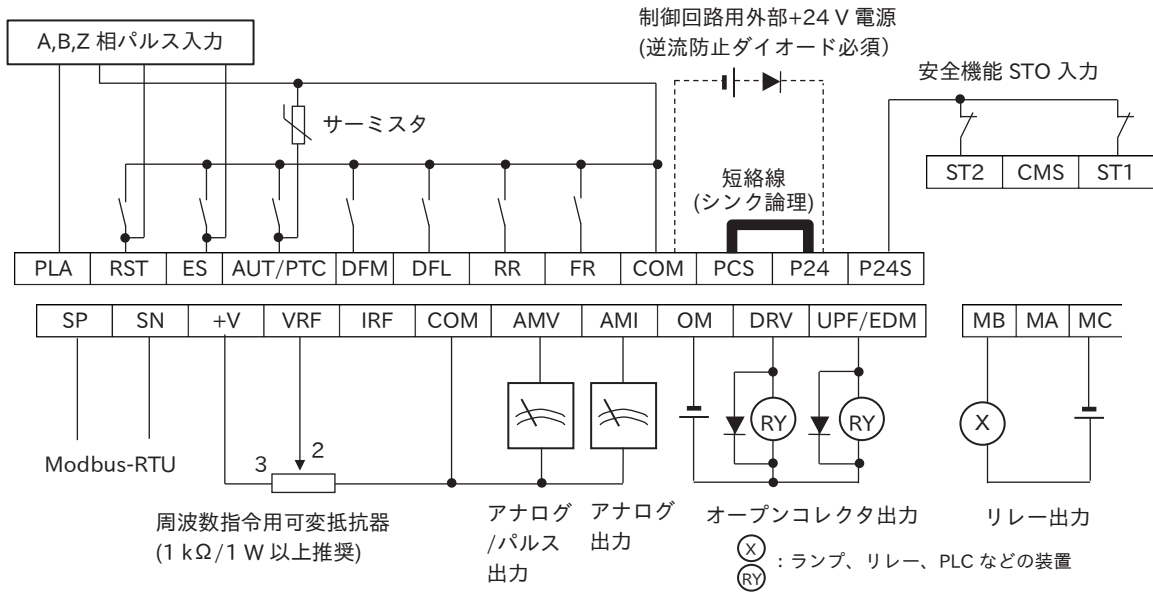 制御回路用外部+24 V 電源
(逆流防止ダイオード必須)
A,B,Z 相パルス入力
安全機能 STO 入力
サーミスタ
短絡線
(シンク論理)
ST2 CMS ST1
PLA RST ES AUT/PTC DFM DFL RR FR COM PCS P24 P24S
SP SN +V VRF IRF COM AMV AMI OM DRV UPF/EDM MB MA MC
RY RY X
Modbus-RTU
3 2
周波数指令用可変抵抗器
(1 kΩ/1 W 以上推奨)
アナログ
/パルス
出力
アナログ
出力
オープンコレクタ出力
リレー出力
X
RY
: ランプ、リレー、PLC などの装置